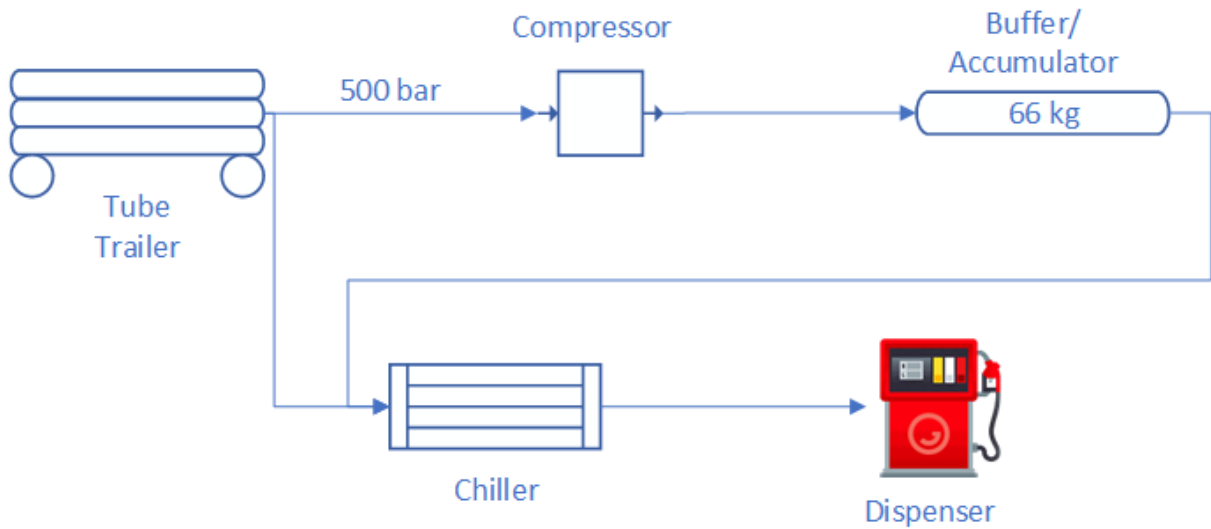 Compressor
Buffer/
Accumulator
500 bar
66 kg
Tube
Trailer
Chiller
Dispenser